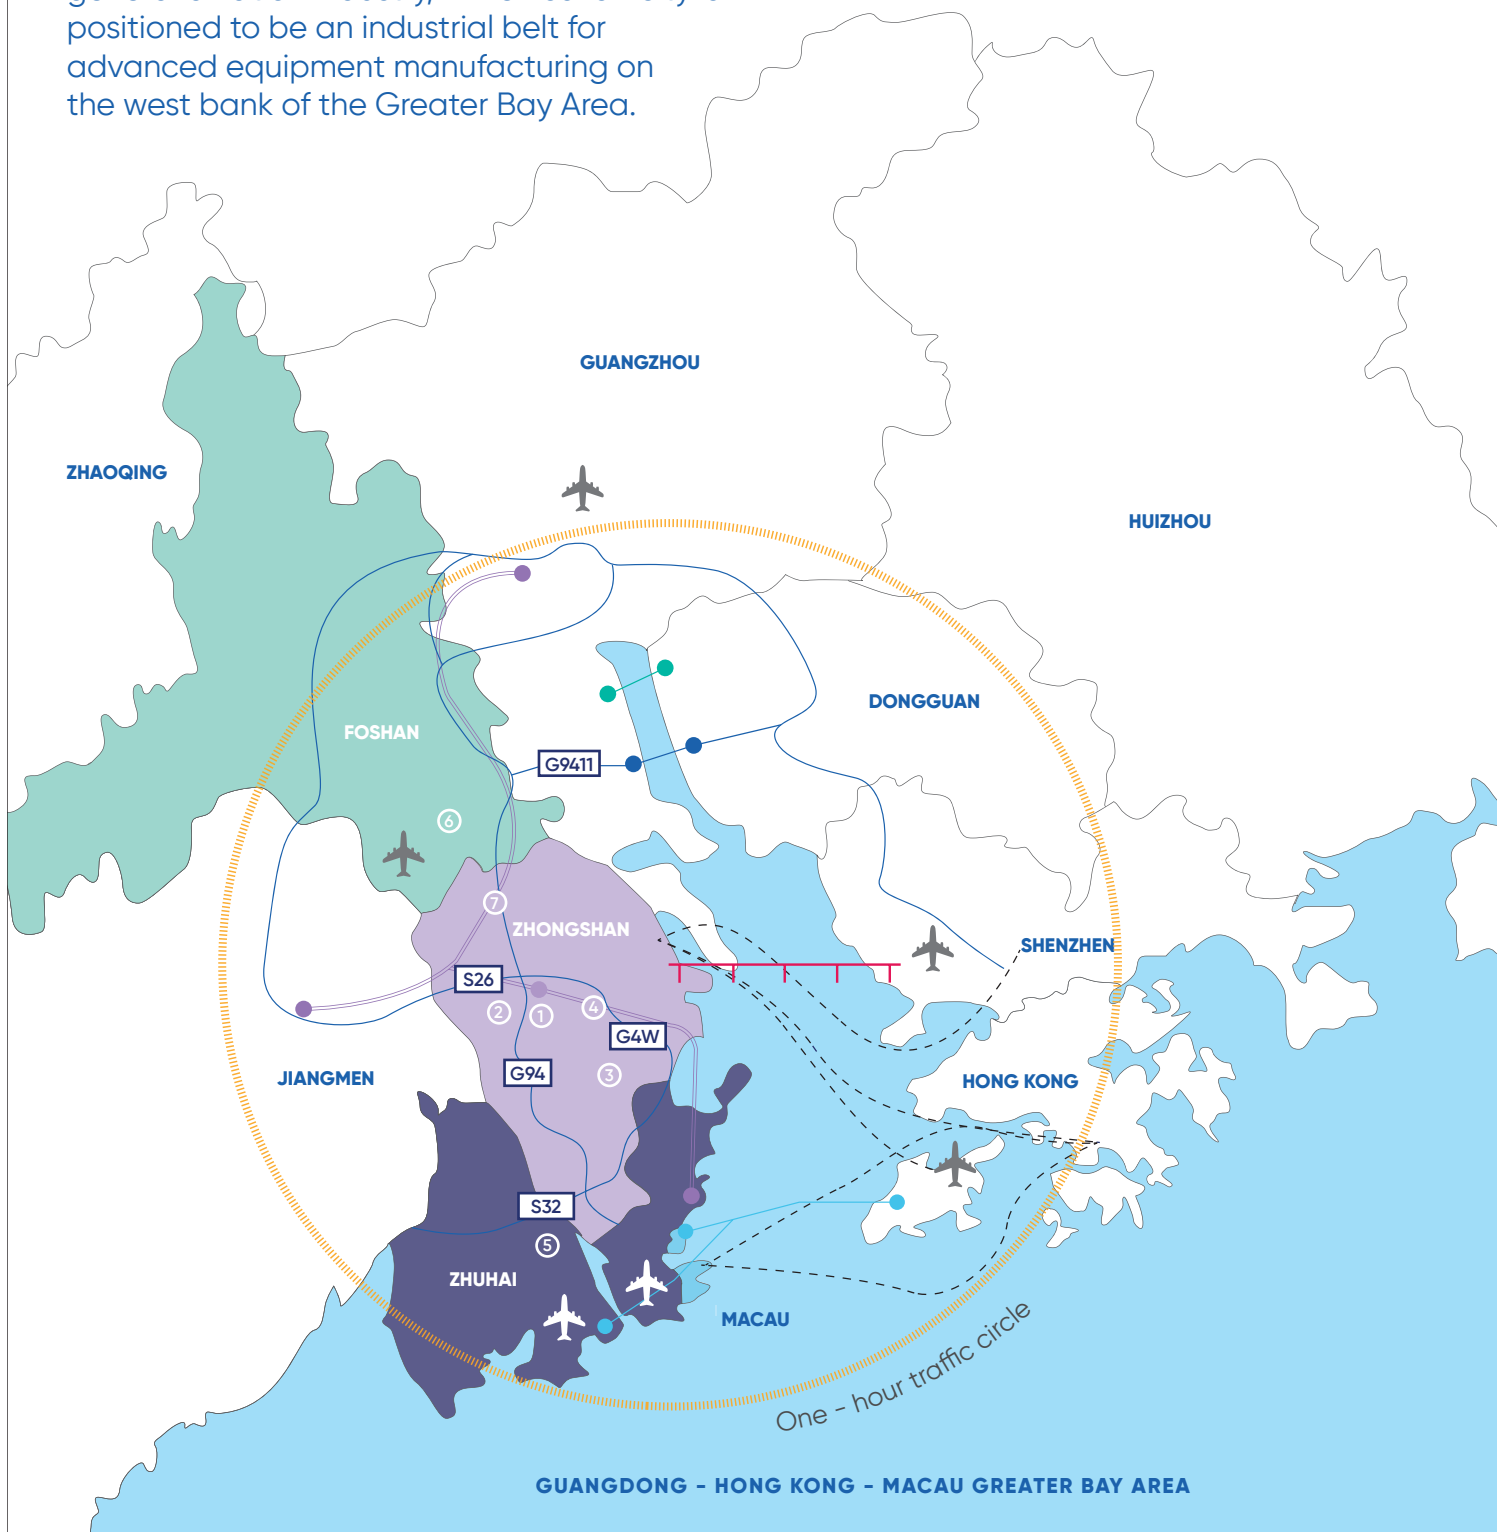 positioned to be an industrial belt for
advanced equipment manufacturing on
the west bank of the Greater Bay Area.
GUANGZHOU
ZHAOQING
HUIZHOU
DONGGUAN
FOSHAN
G9411
6
7
ZHONGSHAN
SHENZHEN
S26
2
1
4
G4W
G94
3
JIANGMEN
HONG KONG
S32
5
ZHUHAI
MACAU
One - hour traffic circle
GUANGDONG - HONG KONG - MACAU GREATER BAY AREA